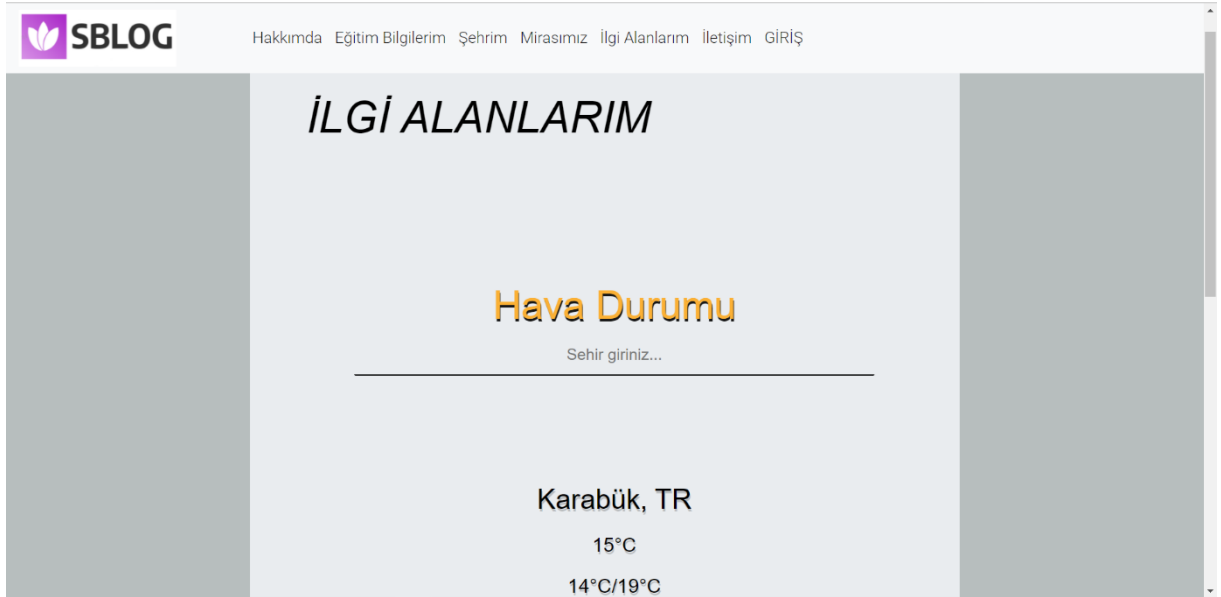 SBLOG
Hakkımda Eğitim Bilgilerim Şehrim Mirasımız İlgi Alanlarım İletişim GİRİŞ
İLGİ ALANLARIM
Hava Durumu
Sehir giriniz...
Karabük, TR
15°C
14°C/19°C